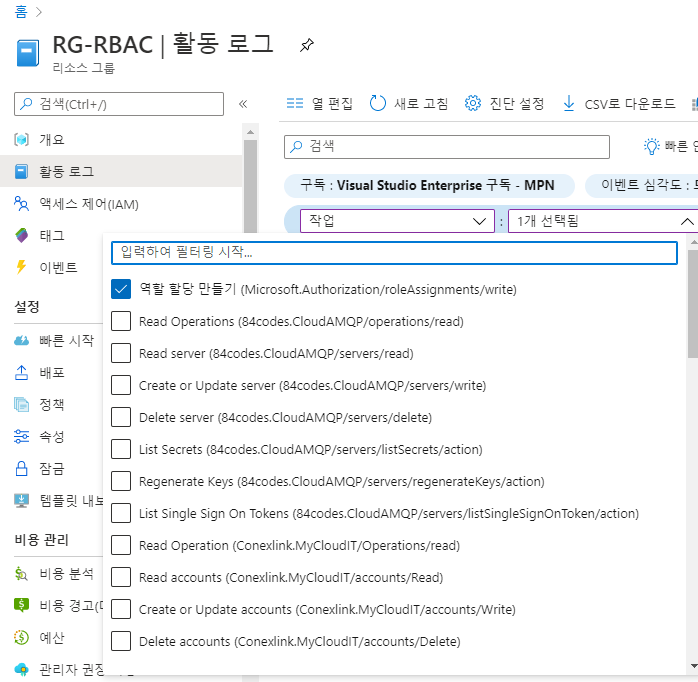 홈 >
RG-RBAC | 활동 로그
리소스 그룹
검색(Ctrl+/)
«
개요
활동 로그
액세스 제어(IAM)
태그
이벤트
설정
빠른 시작
배포
정책
속성
잠금
템플릿 내보
비용 관리
비용 분석
비용 경고(
예산
관리자 권장
열 편집
새로 고침
진단 설정
CSV로 다운로드
검색
빠른
구독 : Visual Studio Enterprise 구독 - MPN
이벤트 심각도 :
작업
:
1개 선택됨
입력하여 필터링 시작...
역할 할당 만들기 (Microsoft.Authorization/roleAssignments/write)
Read Operations (84codes.CloudAMQP/operations/read)
Read server (84codes.CloudAMQP/servers/read)
Create or Update server (84codes.CloudAMQP/servers/write)
Delete server (84codes.CloudAMQP/servers/delete)
List Secrets (84codes.CloudAMQP/servers/listSecrets/action)
Regenerate Keys (84codes.CloudAMQP/servers/regenerateKeys/action)
List Single Sign On Tokens (84codes.CloudAMQP/servers/listSingleSignOnToken/action)
Read Operation (Conexlink.MyCloudIT/Operations/read)
Read accounts (Conexlink.MyCloudIT/accounts/Read)
Create or Update accounts (Conexlink.MyCloudIT/accounts/Write)
Delete accounts (Conexlink.MyCloudIT/accounts/Delete)